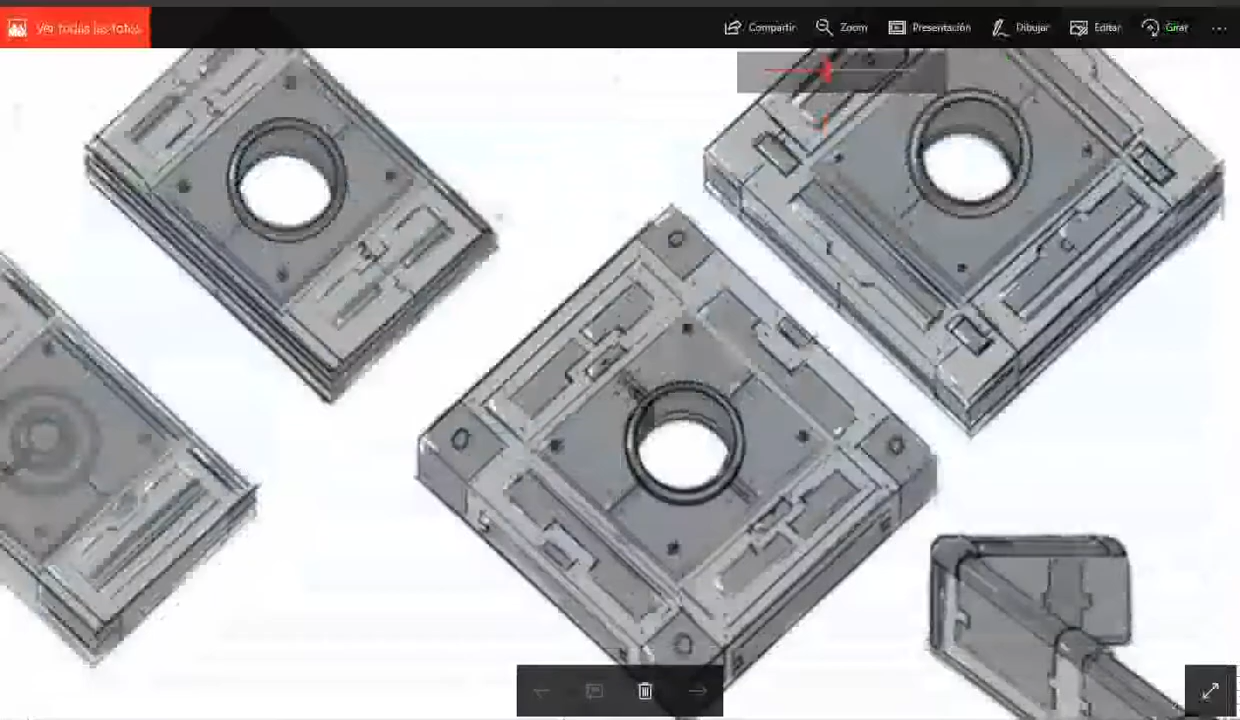 Ver todas las fotos
Compartir
Zoom
Presentación
Dibujar
Editar
Girar